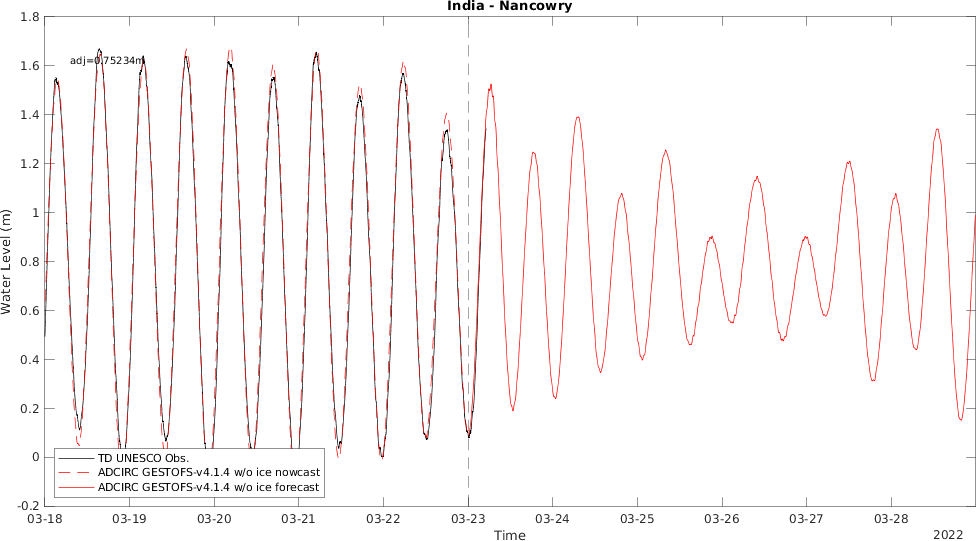 India - Nancowry
1.8
1.6
1.4
1.2
1
0.8
0.6
0.4
0.2
0
-0.2
Water Level (m)
adj=0.75234m
TD UNESCO Obs.
ADCIRC GESTOFS-v4.1.4 w/o ice nowcast
ADCIRC GESTOFS-v4.1.4 w/o ice forecast
03-18 03-19 03-20 03-21 03-22 03-23 03-24 03-25 03-26 03-27 03-28
Time
2022